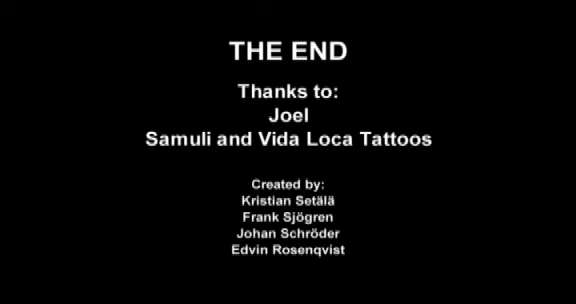 THE END
Thanks to:
Joel
Samuli and Vida Loca Tattoos
Created by:
Kristian Setälä
Frank Sjögren
Johan Schröder
Edvin Rosenqvist